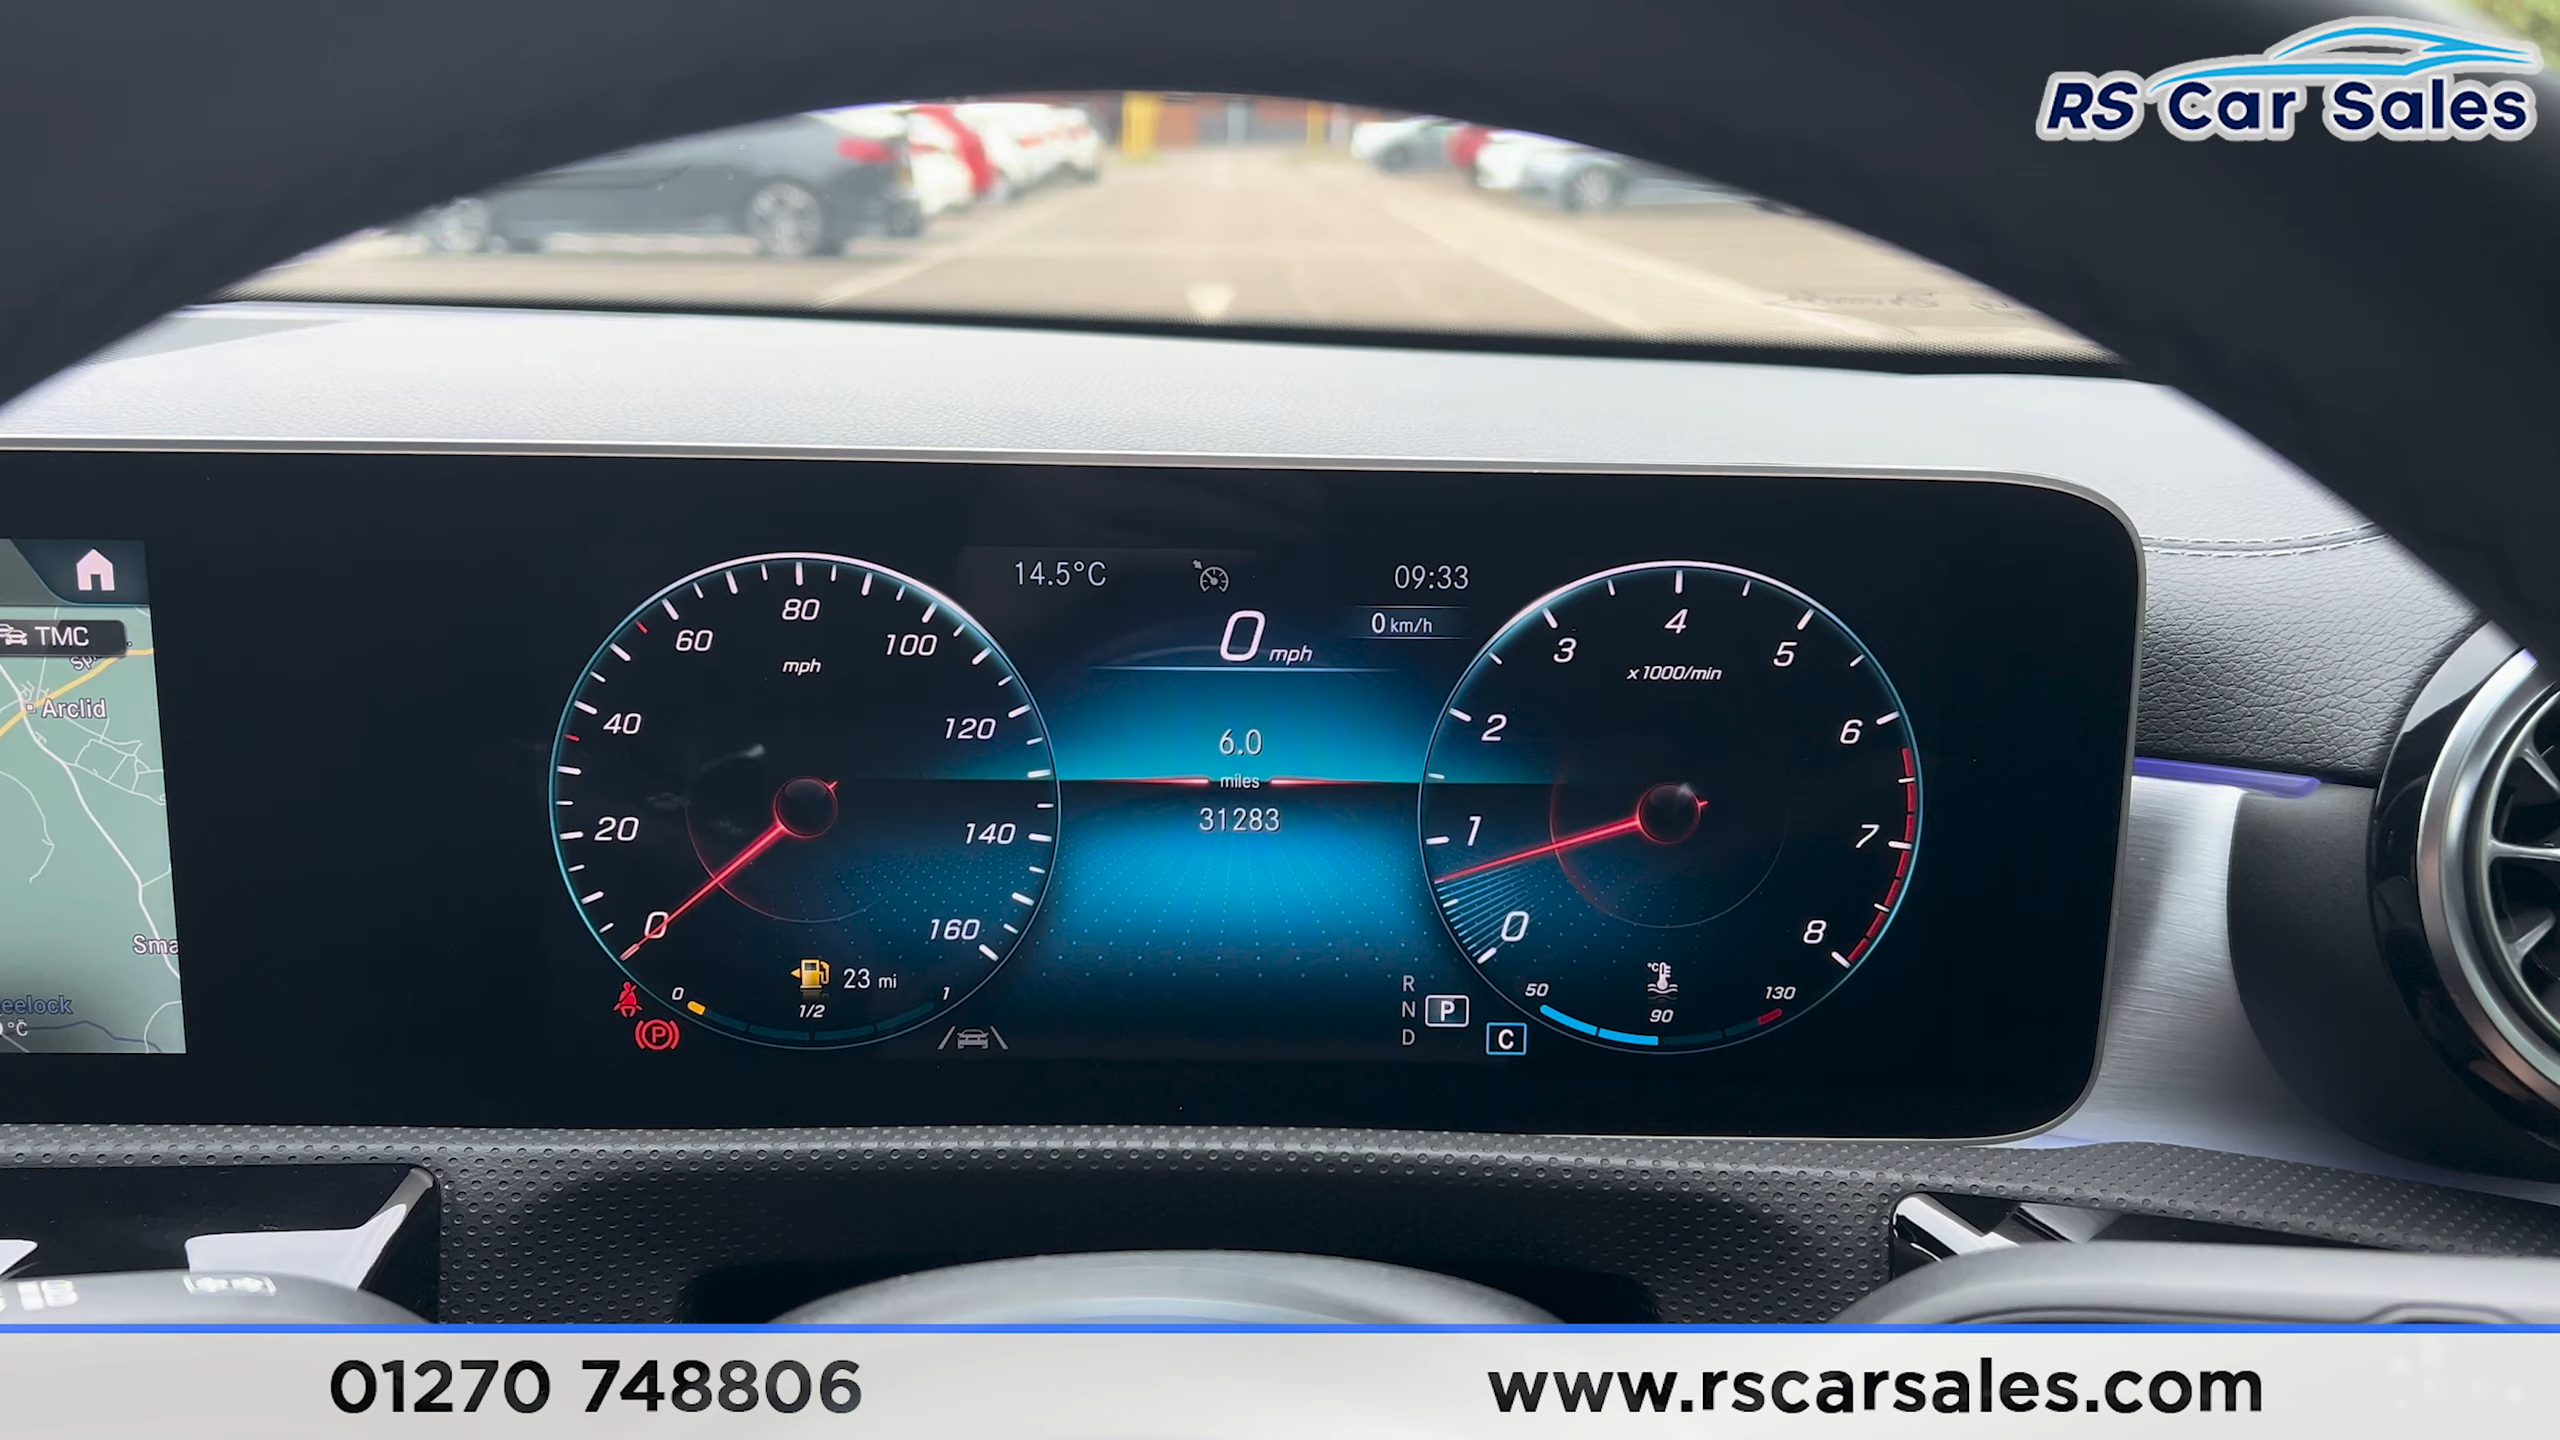 RS Car Sales
TMC
Arclid
14.5°C
09:33
0 mph
0 km/h
6.0
miles
31283
0
20
40
60
80
100
120
140
160
mph
23 mi
0
1/2
1
P
0
1
2
3
4
5
6
7
8
x1000/min
R
N
D
P
C
50
90
130
°C
01270 748806
www.rscarsales.com